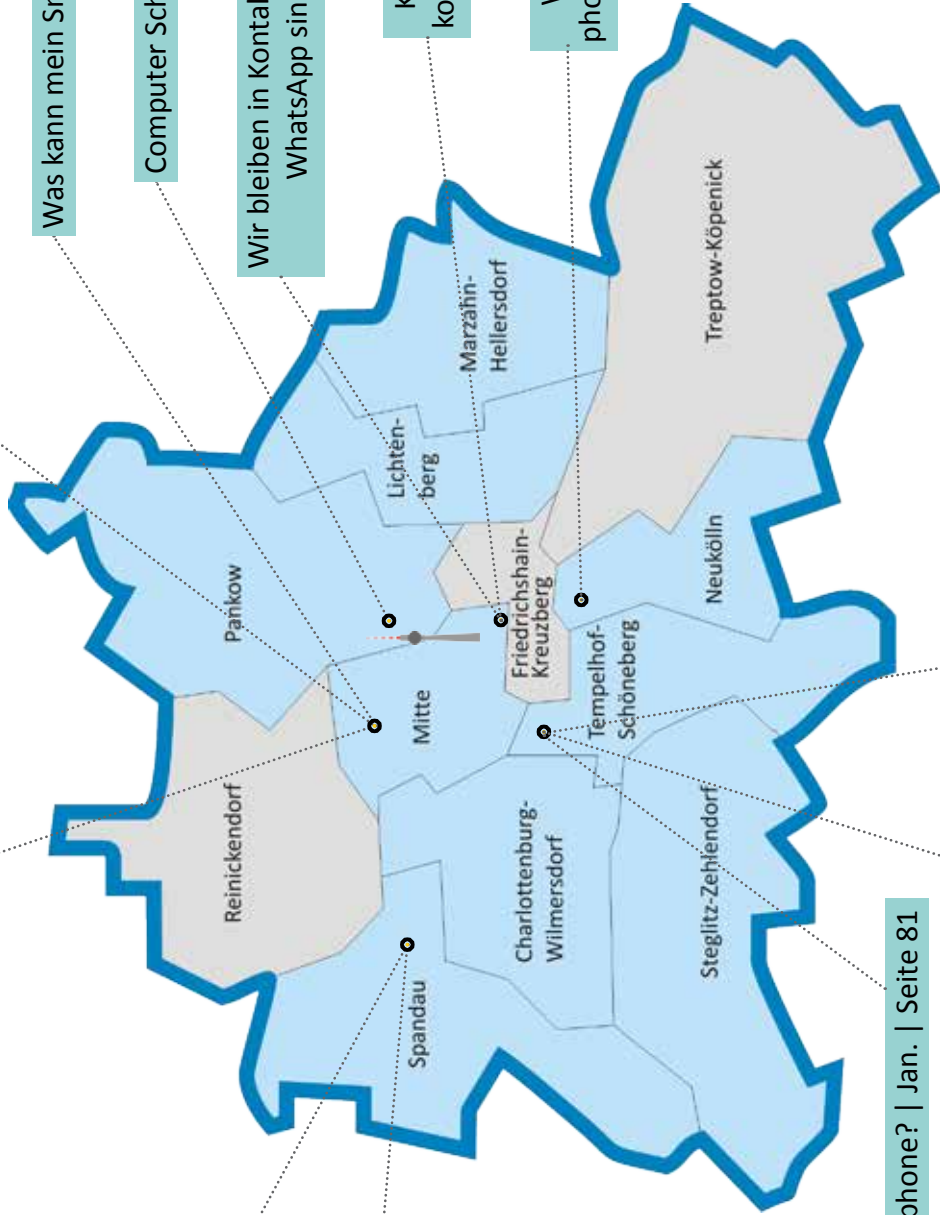 Was kann mein Sm
Computer Sch
Wir bleiben in Kontak
WhatsApp sin
ko
pho
Reinickendorf
Pankow
Lichten-
berg
Marzahn-
Hellersdorf
Spandau
Mitte
Charlottenburg-
Wilmersdorf
Friedrichshain-
Kreuzberg
Tempelhof-
Schöneberg
Steglitz-Zehlendorf
Neukölln
Treptow-Köpenick
phone? | Jan. | Seite 81